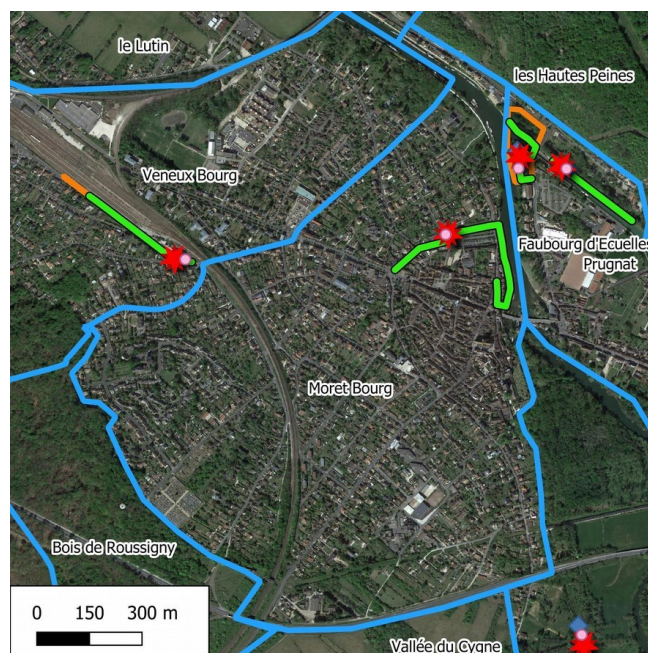 le Lutin
les Hautes Peines
Veneux Bourg
Faubourg d'Ecuelles
Prugnat
Moret Bourg
Bois de Roussigny
0 150 300 m
Vallée du Cygne